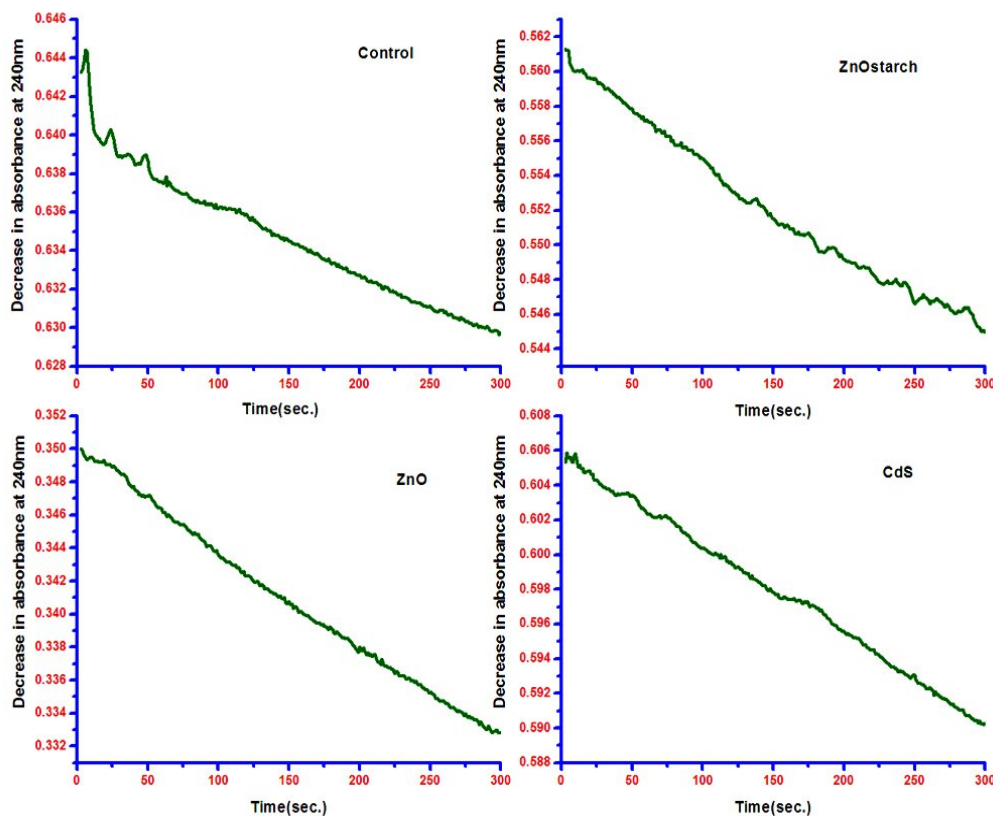 Control
Decrease in absorbance at 240nm
0.646
0.644
0.642
0.640
0.638
0.636
0.634
0.632
0.630
0.628
0 50 100 150 200 250 300
Time(sec.)
ZnOstarch
Decrease in absorbance at 240nm
0.562
0.560
0.558
0.556
0.554
0.552
0.550
0.548
0.546
0.544
0 50 100 150 200 250 300
Time(sec.)
ZnO
Decrease in absorbance at 240nm
0.352
0.350
0.348
0.346
0.344
0.342
0.340
0.338
0.336
0.334
0.332
0 50 100 150 200 250 300
Time(sec.)
CdS
Decrease in absorbance at 240nm
0.608
0.606
0.604
0.602
0.600
0.598
0.596
0.594
0.592
0.590
0.588
0 50 100 150 200 250 300
Time(sec.)